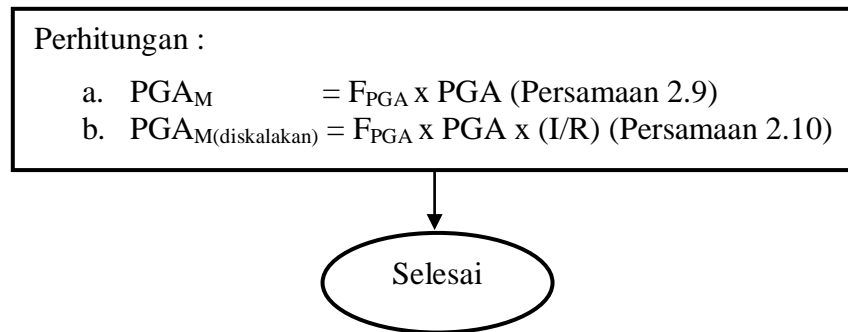 Perhitungan :
a. PGA_M = F_PGA x PGA (Persamaan 2.9)
b. PGA_M(diskalakan) = F_PGA x PGA x (I/R) (Persamaan 2.10)
Selesai